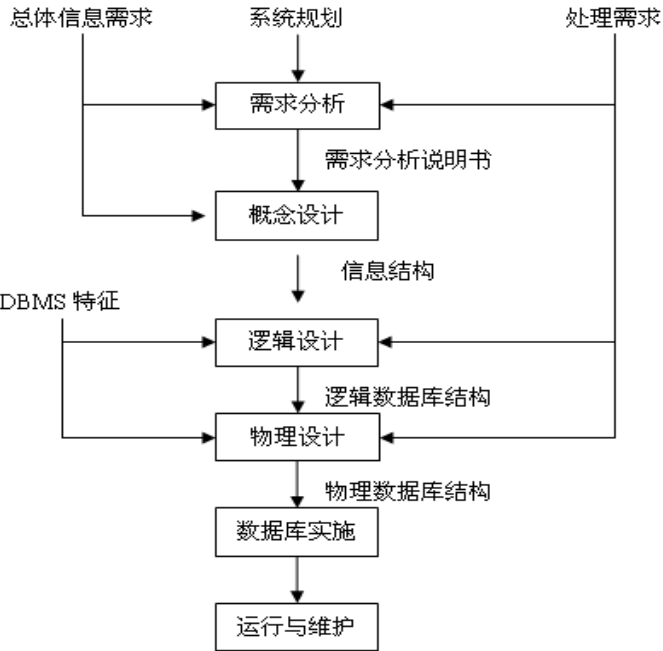 总体信息需求
系统规划
处理需求
需求分析
需求分析说明书
概念设计
信息结构
DBMS 特征
逻辑设计
逻辑数据库结构
物理设计
物理数据库结构
数据库实施
运行与维护